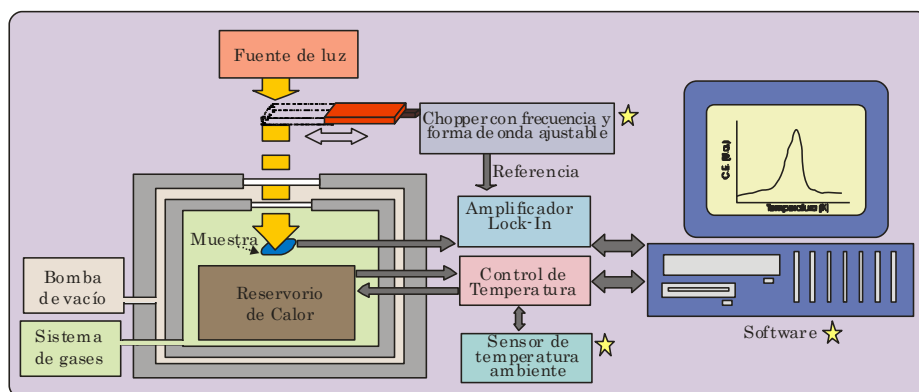 Fuente de
luz
Chopper con frecuencia y
forma de onda ajustable
Referencia
C.E. (u.a.)
Temperatura (K)
Amplificador
Lock-In
Muestra
Bomba
de vacío
Reservorio
de Calor
Control de
Temperatura
Sistema
de gases
Sensor de
temperatura
ambiente
Software